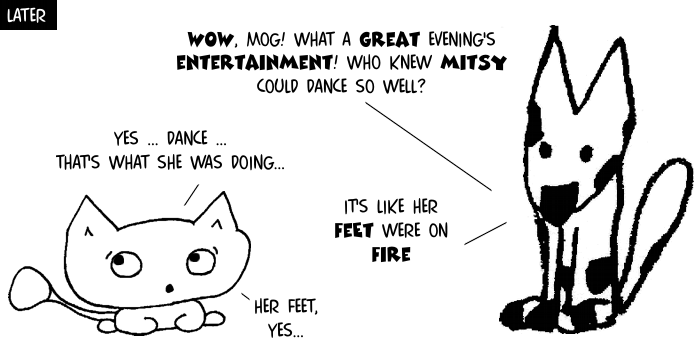 LATER
WOW, MOG! WHAT A GREAT EVENING'S
ENTERTAINMENT! WHO KNEW MITSY
COULD DANCE SO WELL?
YES ... DANCE ...
THAT'S WHAT SHE WAS DOING...
IT'S LIKE HER
FEET WERE ON
FIRE
HER FEET,
YES...